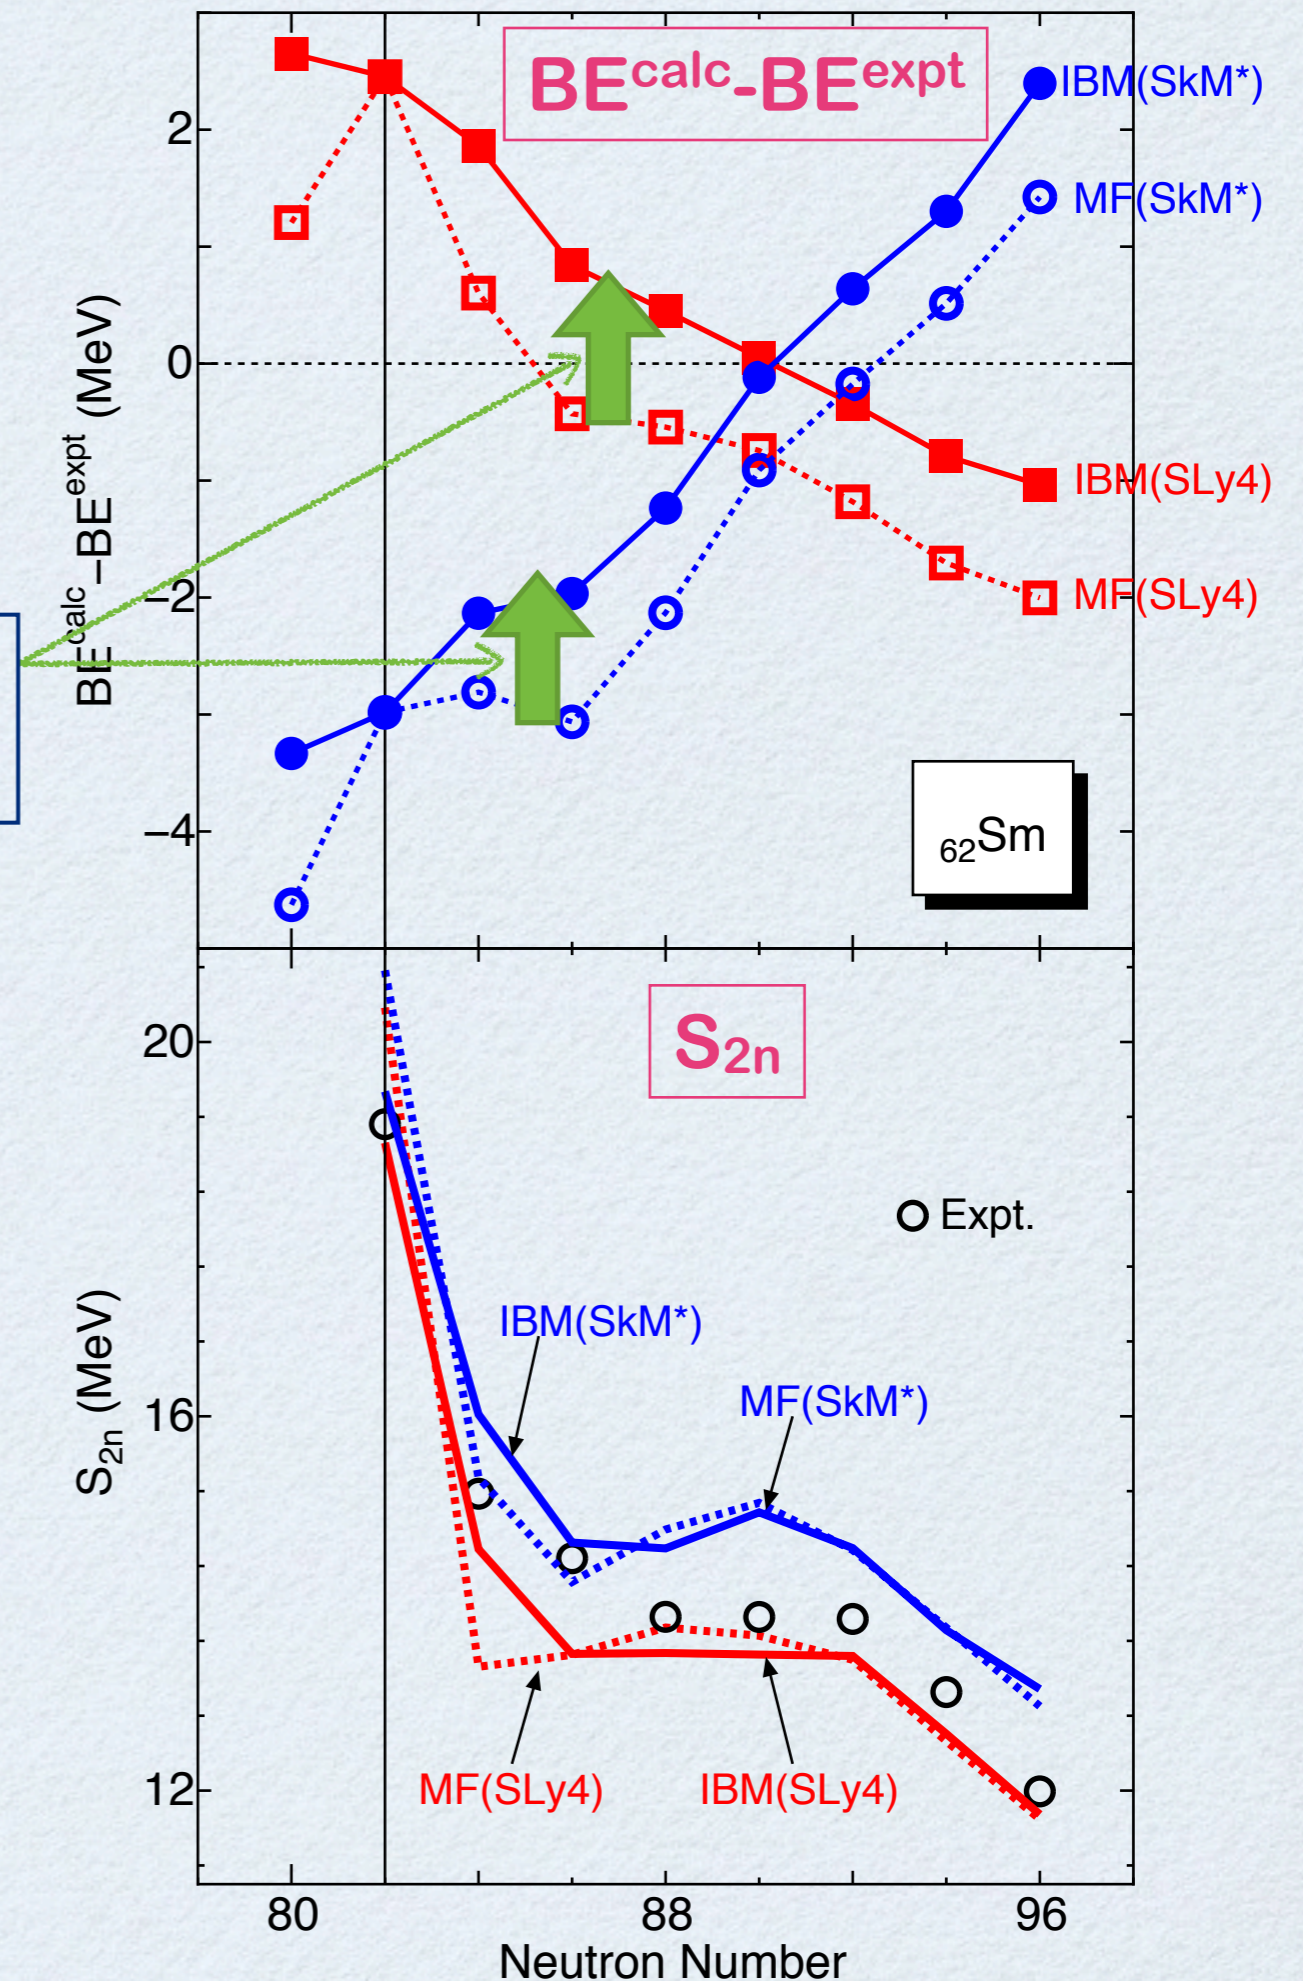 BEcalc-BEexpt
IBM(SkM*)
2
MF(SkM*)
BEcalc–BEexpt (MeV)
0
IBM(SLy4)
−2
MF(SLy4)
−4
62Sm
20
S2n
Expt.
S2n (MeV)
IBM(SkM*)
16
MF(SkM*)
12
MF(SLy4)
IBM(SLy4)
80
88
96
Neutron Number